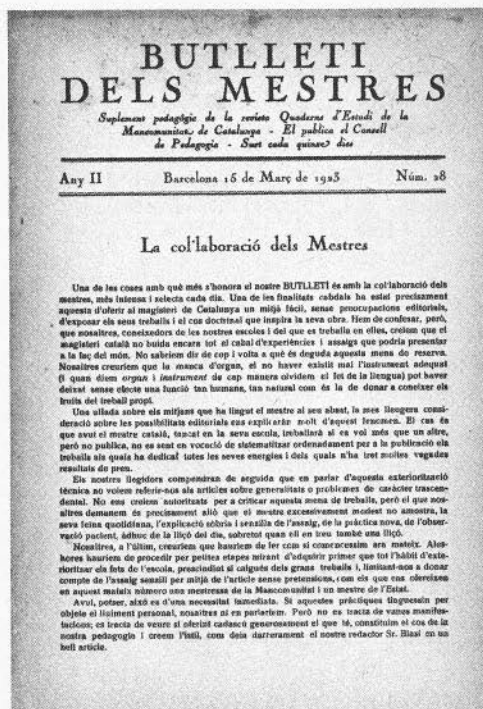 BUTLLETI
DELS MESTRES
Suplement pedagógic de la revista Quaderns d'Estudi de la
Mancomunitat de Catalunya - El publica el Consell
de Pedagogia - Surt cada quinze dies
Any II Barcelona 15 de Març de 1923 Núm. 28
La col·laboració dels Mestres
Una de les coses amb què més s'honora el nostre BUTLLETÍ és amb la col·laboració dels
mestres, més intensa i selecta cada dia. Una de les finalitats cabdals ha estat precisament
aquesta d'oferir al magisteri de Catalunya un mitjà fàcil, sense preocupacions editorials,
d'exposar els seus treballs i el cos doctrinal que inspira la seva obra. Hem de confesar, però,
que nosaltres, coneixedors de les nostres escoles i del que es treballa en elles, creiem que el
magisteri català no buida encara tot el cabal d'experiències i assaigs que podria presentar
a la faç del món. No sabríem dir de cop i volta a què és deguda aquesta mena de reserva.
Nosaltres creuríem que la manca d'organ, el no haver existit mai l'instrument adequat
(i quan diem organ i instrument de cap manera olvidem el fet de la llengua) pot haver
deixat sense efecte una funció tan humana, tan natural com és la de donar a conèixer els
fruits del treball propi.
Una ullada sobre els mitjans que ha tingut el mestre al seu abast, la més lleugera consi-
deració sobre les possibilitats editorials ens explicaràn molt d'aquest fenomen. El cas és
que avui el mestre català, tancat en la seva escola, treballarà si es vol més que un altre,
però no publica, no es sent en vocació de sistematitzar ordenadament per a la publicació els
treballs als quals ha dedicat totes les seves energies i dels quals n'ha tret moltes vegades
resultats de preu.
Els nostres llegidors compendran de seguida que en parlar d'aquesta exteriorització
tècnica no volem referir-nos als articles sobre generalitats o problemes de caràcter trascen-
dental. No ens creiem autoritzats per a criticar aquesta mena de treballs, però el que nos-
altres demanem és precisament allò que el mestre excessivament modest no amostra, la
seva feina quotidiana, l'explicació sòbria i senzilla de l'assaig, de la pràctica nova, de l'obser-
vació pacient, àdhuc de la lliçó del dia, sobretot quan ell en treu també una lliçó.
Nosaltres, a l'últim, creuríem que hauríem de fer com si comencessim ara mateix. Ales-
hores hauríem de procedir per petites etapes mirant d'adquirir primer que tot l'hàbit d'exte-
rioritzar els fets de l'escola, prescindint si calgués dels grans treballs i, limitant-nos a donar
compte de l'assaig senzill per mitjà de l'article sense pretensions, com els que ens ofereixen
en aquest mateix número una mestressa de la Mancomunitat i un mestre de l'Estat.
Avui, potser, això es d'una necessitat immediata. Si aquestes pràctiques tinguessin per
objete el lluïment personal, nosaltres ni en parlaríem. Però no es tracta de vanes manifes-
tacions; es tracta de veure si oferint cadascú generosament el que té, constituïm el cos de la
nostra pedagogia i creem l'istil, com deia darrerament el nostre redactor Sr. Blasi en un
bell article.